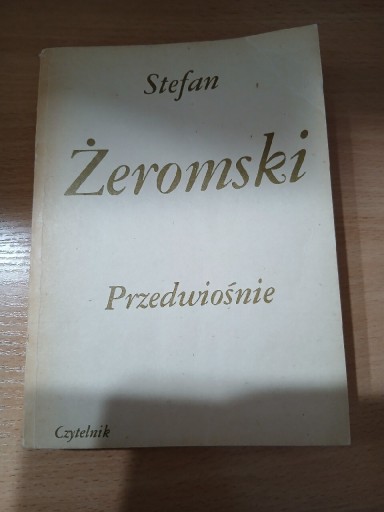 Stefan
Żeromski
Przedwiośnie
Czytelnik